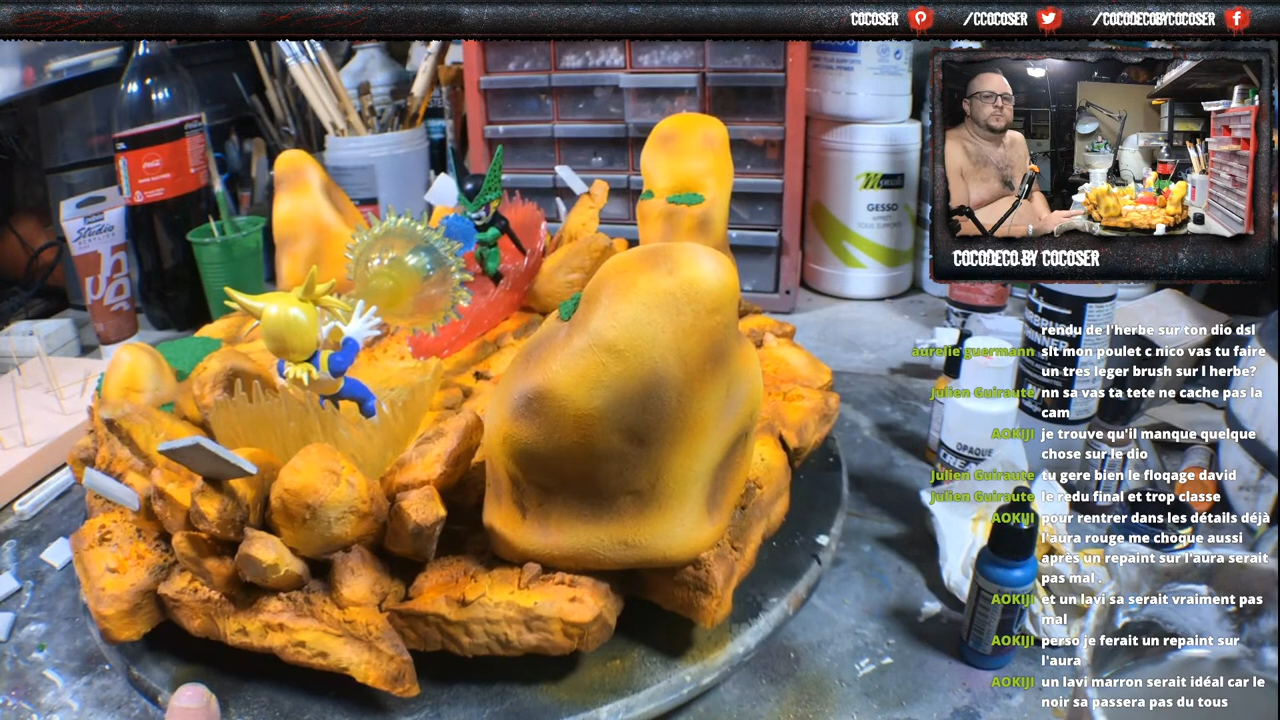 COCOSER
/CCOCOSER
/COCODECOBYCOCOSER
COCODECO BY COCOSER
rendu de l'herbe sur ton dio dsl
aurelie guermann slt mon poulet c nico vas tu faire
un tres leger brush sur l herbe?
Julien Guiraute nn sa vas ta tete ne cache pas la
cam
AOKIJI je trouve qu'il manque quelque
chose sur le dio
Julien Guiraute tu gere bien le floqage david
Julien Guiraute le redu final et trop classe
AOKIJI pour rentrer dans les détails déjà
l'aura rouge me choque aussi
après un repaint sur l'aura serait
pas mal .
AOKIJI et un lavi sa serait vraiment pas
mal
AOKIJI perso je ferait un repaint sur
l'aura
AOKIJI un lavi marron serait idéal car le
noir sa passera pas du tous
GESSO
Studio
OPAQUE